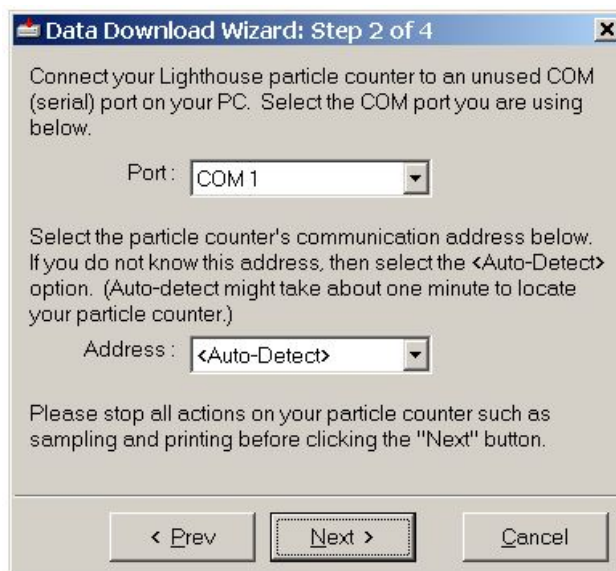 Data Download Wizard: Step 2 of 4
Connect your Lighthouse particle counter to an unused COM
(serial) port on your PC. Select the COM port you are using
below.
Port: COM 1
Select the particle counter's communication address below.
If you do not know this address, then select the <Auto-Detect>
option. (Auto-detect might take about one minute to locate
your particle counter.)
Address: <Auto-Detect>
Please stop all actions on your particle counter such as
sampling and printing before clicking the "Next" button.
< Prev Next > Cancel